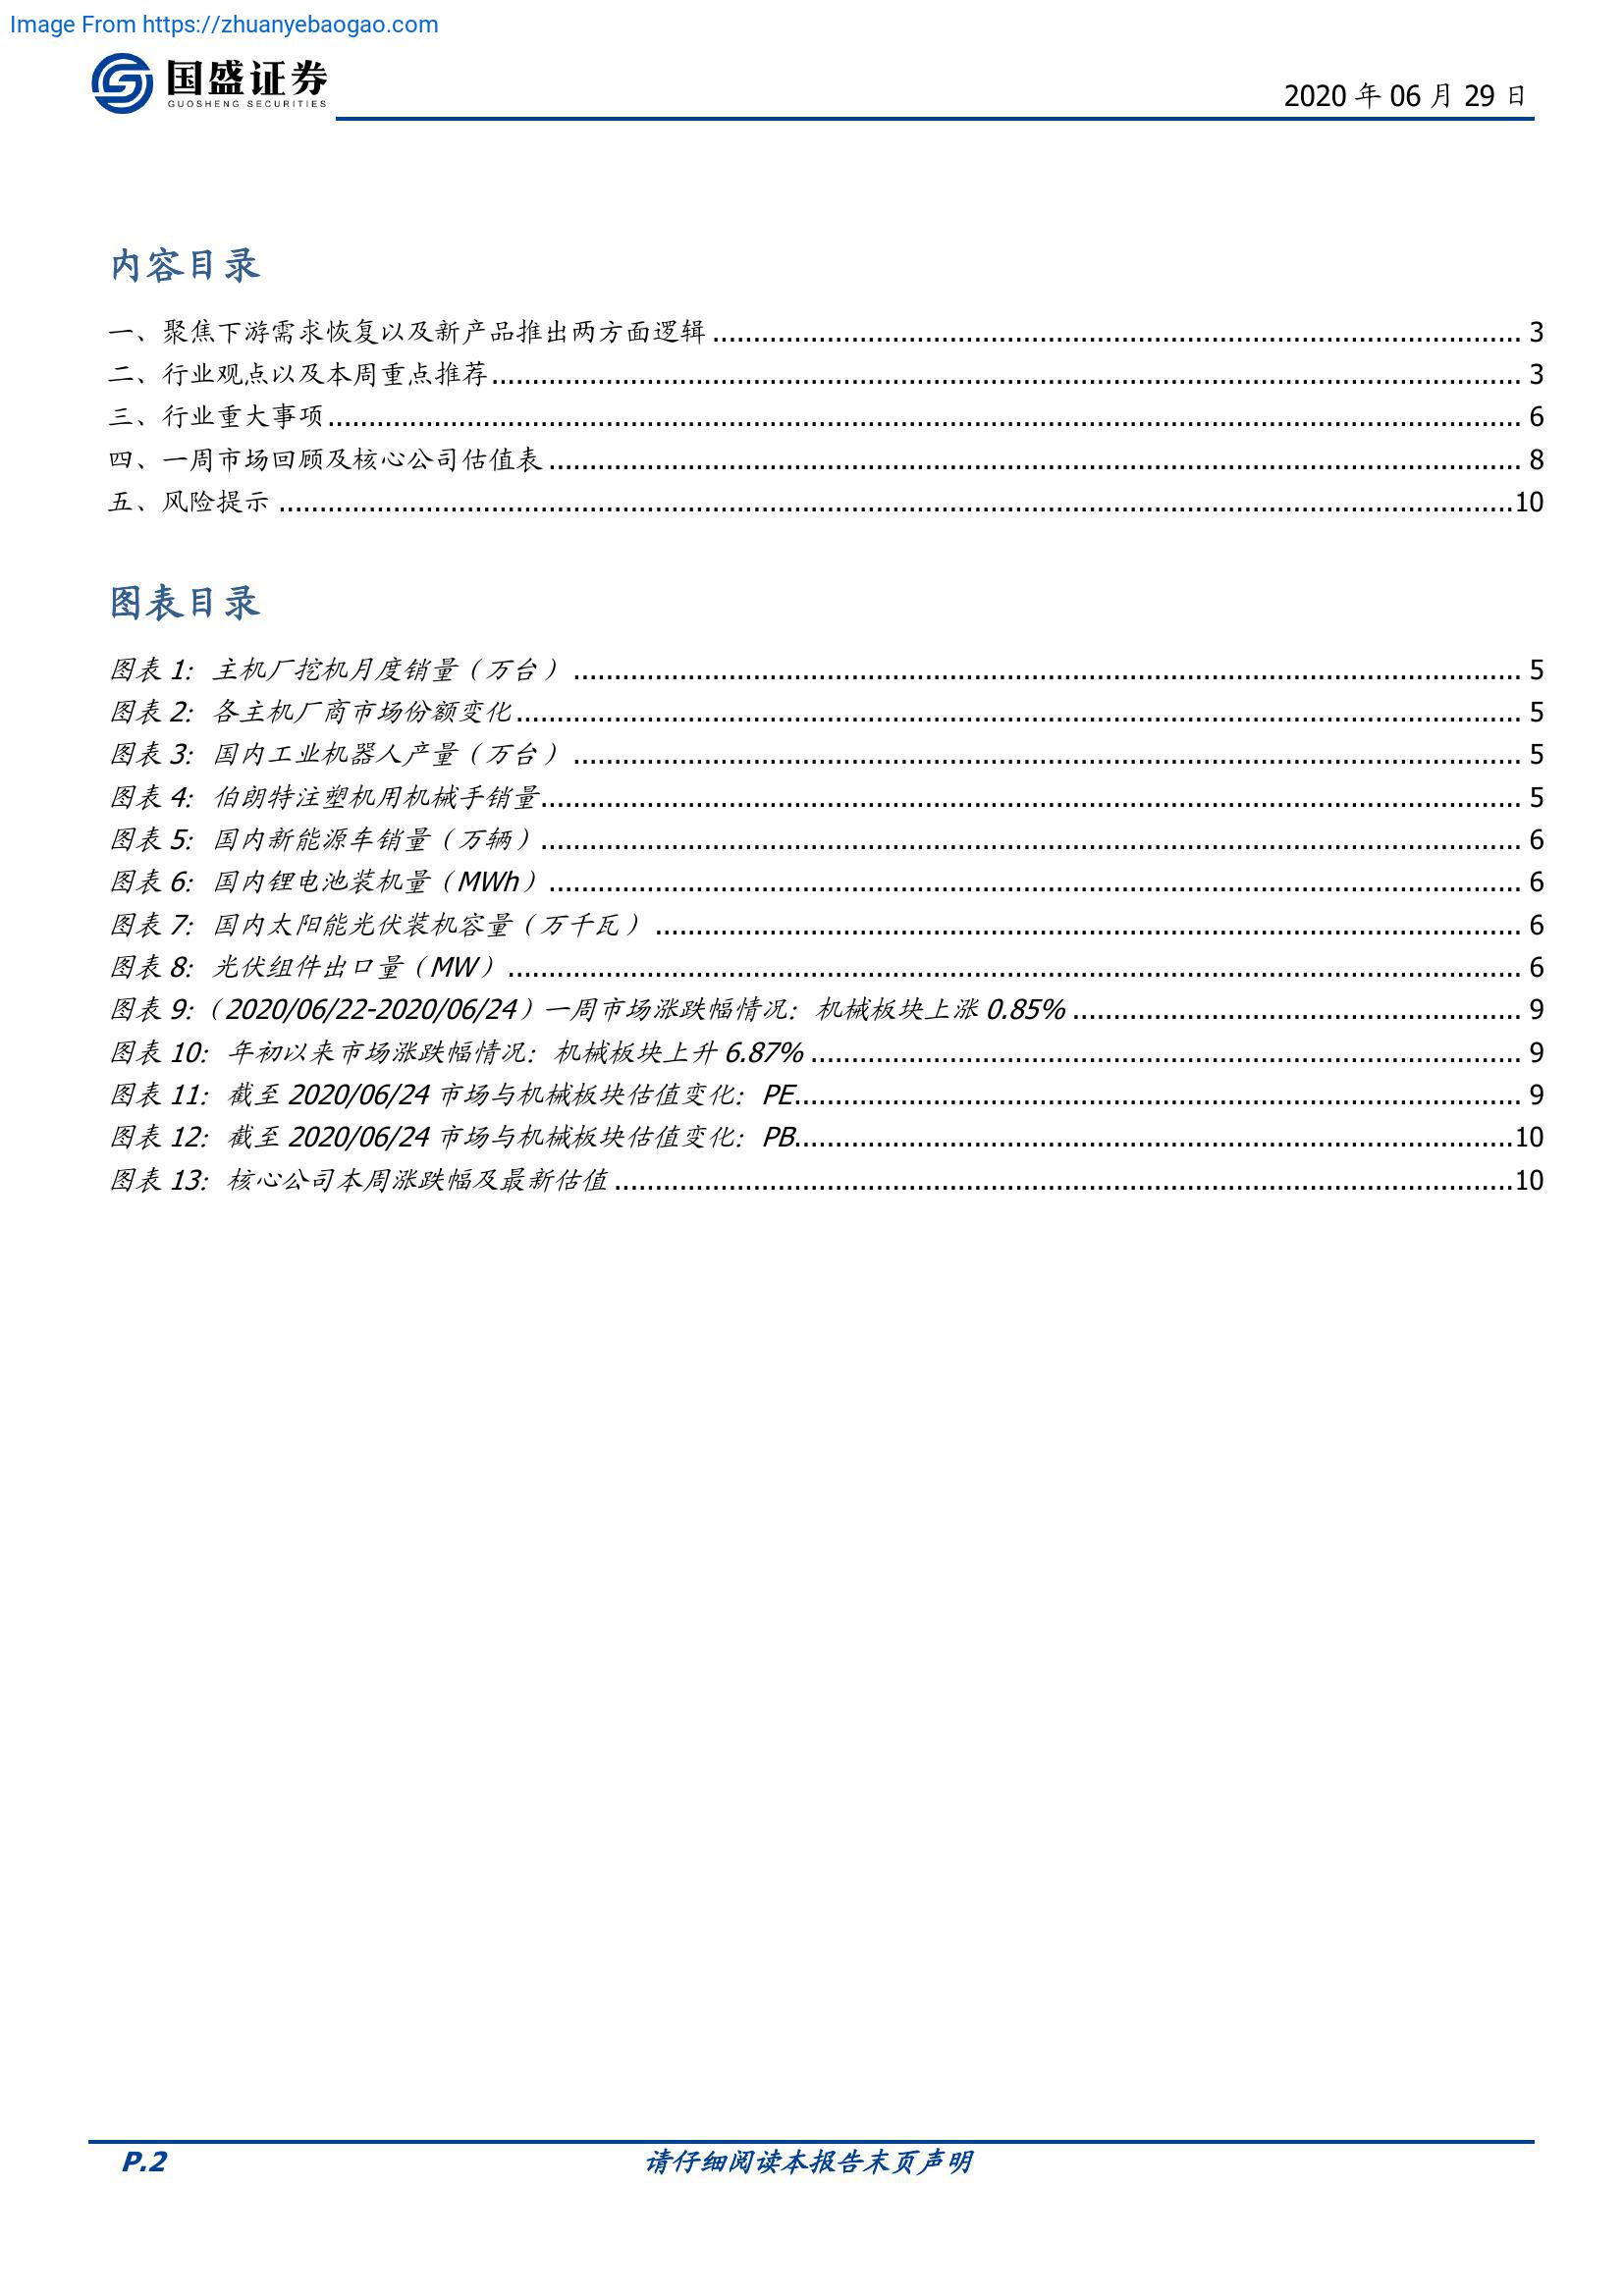 Image From https://zhuanyebaogao.com
国盛证券
GUOSHENG SECURITIES
2020 年 06 月 29 日
内容目录
一、聚焦下游需求恢复以及新产品推出两方面逻辑 3
二、行业观点以及本周重点推荐 3
三、行业重大事项 6
四、一周市场回顾及核心公司估值表 8
五、风险提示 10
图表目录
图表 1：主机厂挖机月度销量（万台） 5
图表 2：各主机厂商市场份额变化 5
图表 3：国内工业机器人产量（万台） 5
图表 4：伯朗特注塑机用机械手销量 5
图表 5：国内新能源车销量（万辆） 6
图表 6：国内锂电池装机量（MWh） 6
图表 7：国内太阳能光伏装机容量（万千瓦） 6
图表 8：光伏组件出口量（MW） 6
图表 9：（2020/06/22-2020/06/24）一周市场涨跌幅情况：机械板块上涨 0.85% 9
图表 10：年初以来市场涨跌幅情况：机械板块上升 6.87% 9
图表 11：截至 2020/06/24 市场与机械板块估值变化：PE 9
图表 12：截至 2020/06/24 市场与机械板块估值变化：PB 10
图表 13：核心公司本周涨跌幅及最新估值 10
P.2
请仔细阅读本报告末页声明